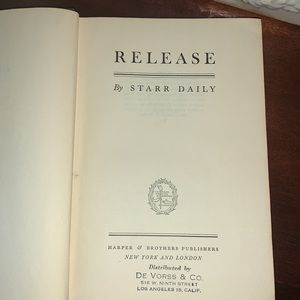 RELEASE
By STARR DAILY
HARPER & BROTHERS PUBLISHERS
NEW YORK AND LONDON
Distributed by
DE VORSS & CO.
516 W. NINTH STREET
LOS ANGELES 15, CALIF.